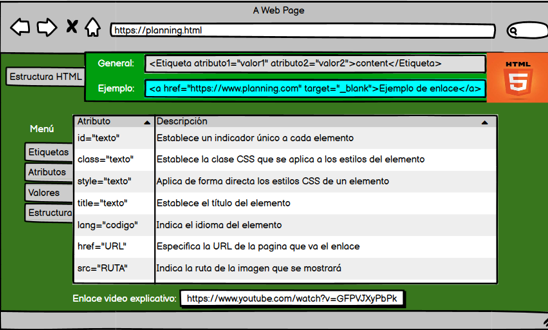 A Web Page
https://planning.html
Estructura HTML
General: <Etiqueta atributo1="valor1" atributo2="valor2">content</Etiqueta>
Ejemplo: <a href="https://www.planning.com" target="_blank">Ejemplo de enlace</a>
HTML
5
Menú
Etiquetas
Atributos
Valores
Estructura
Atributo Descripción
id="texto" Establece un indicador único a cada elemento
class="texto" Establece la clase CSS que se aplica a los estilos del elemento
style="texto" Aplica de forma directa los estilos CSS de un elemento
title="texto" Establece el título del elemento
lang="codigo" Indica el idioma del elemento
href="URL" Especifica la URL de la pagina que va el enlace
src="RUTA" Indica la ruta de la imagen que se mostrará
Enlace video explicativo: https://www.youtube.com/watch?v=GFPVJXyPbPk